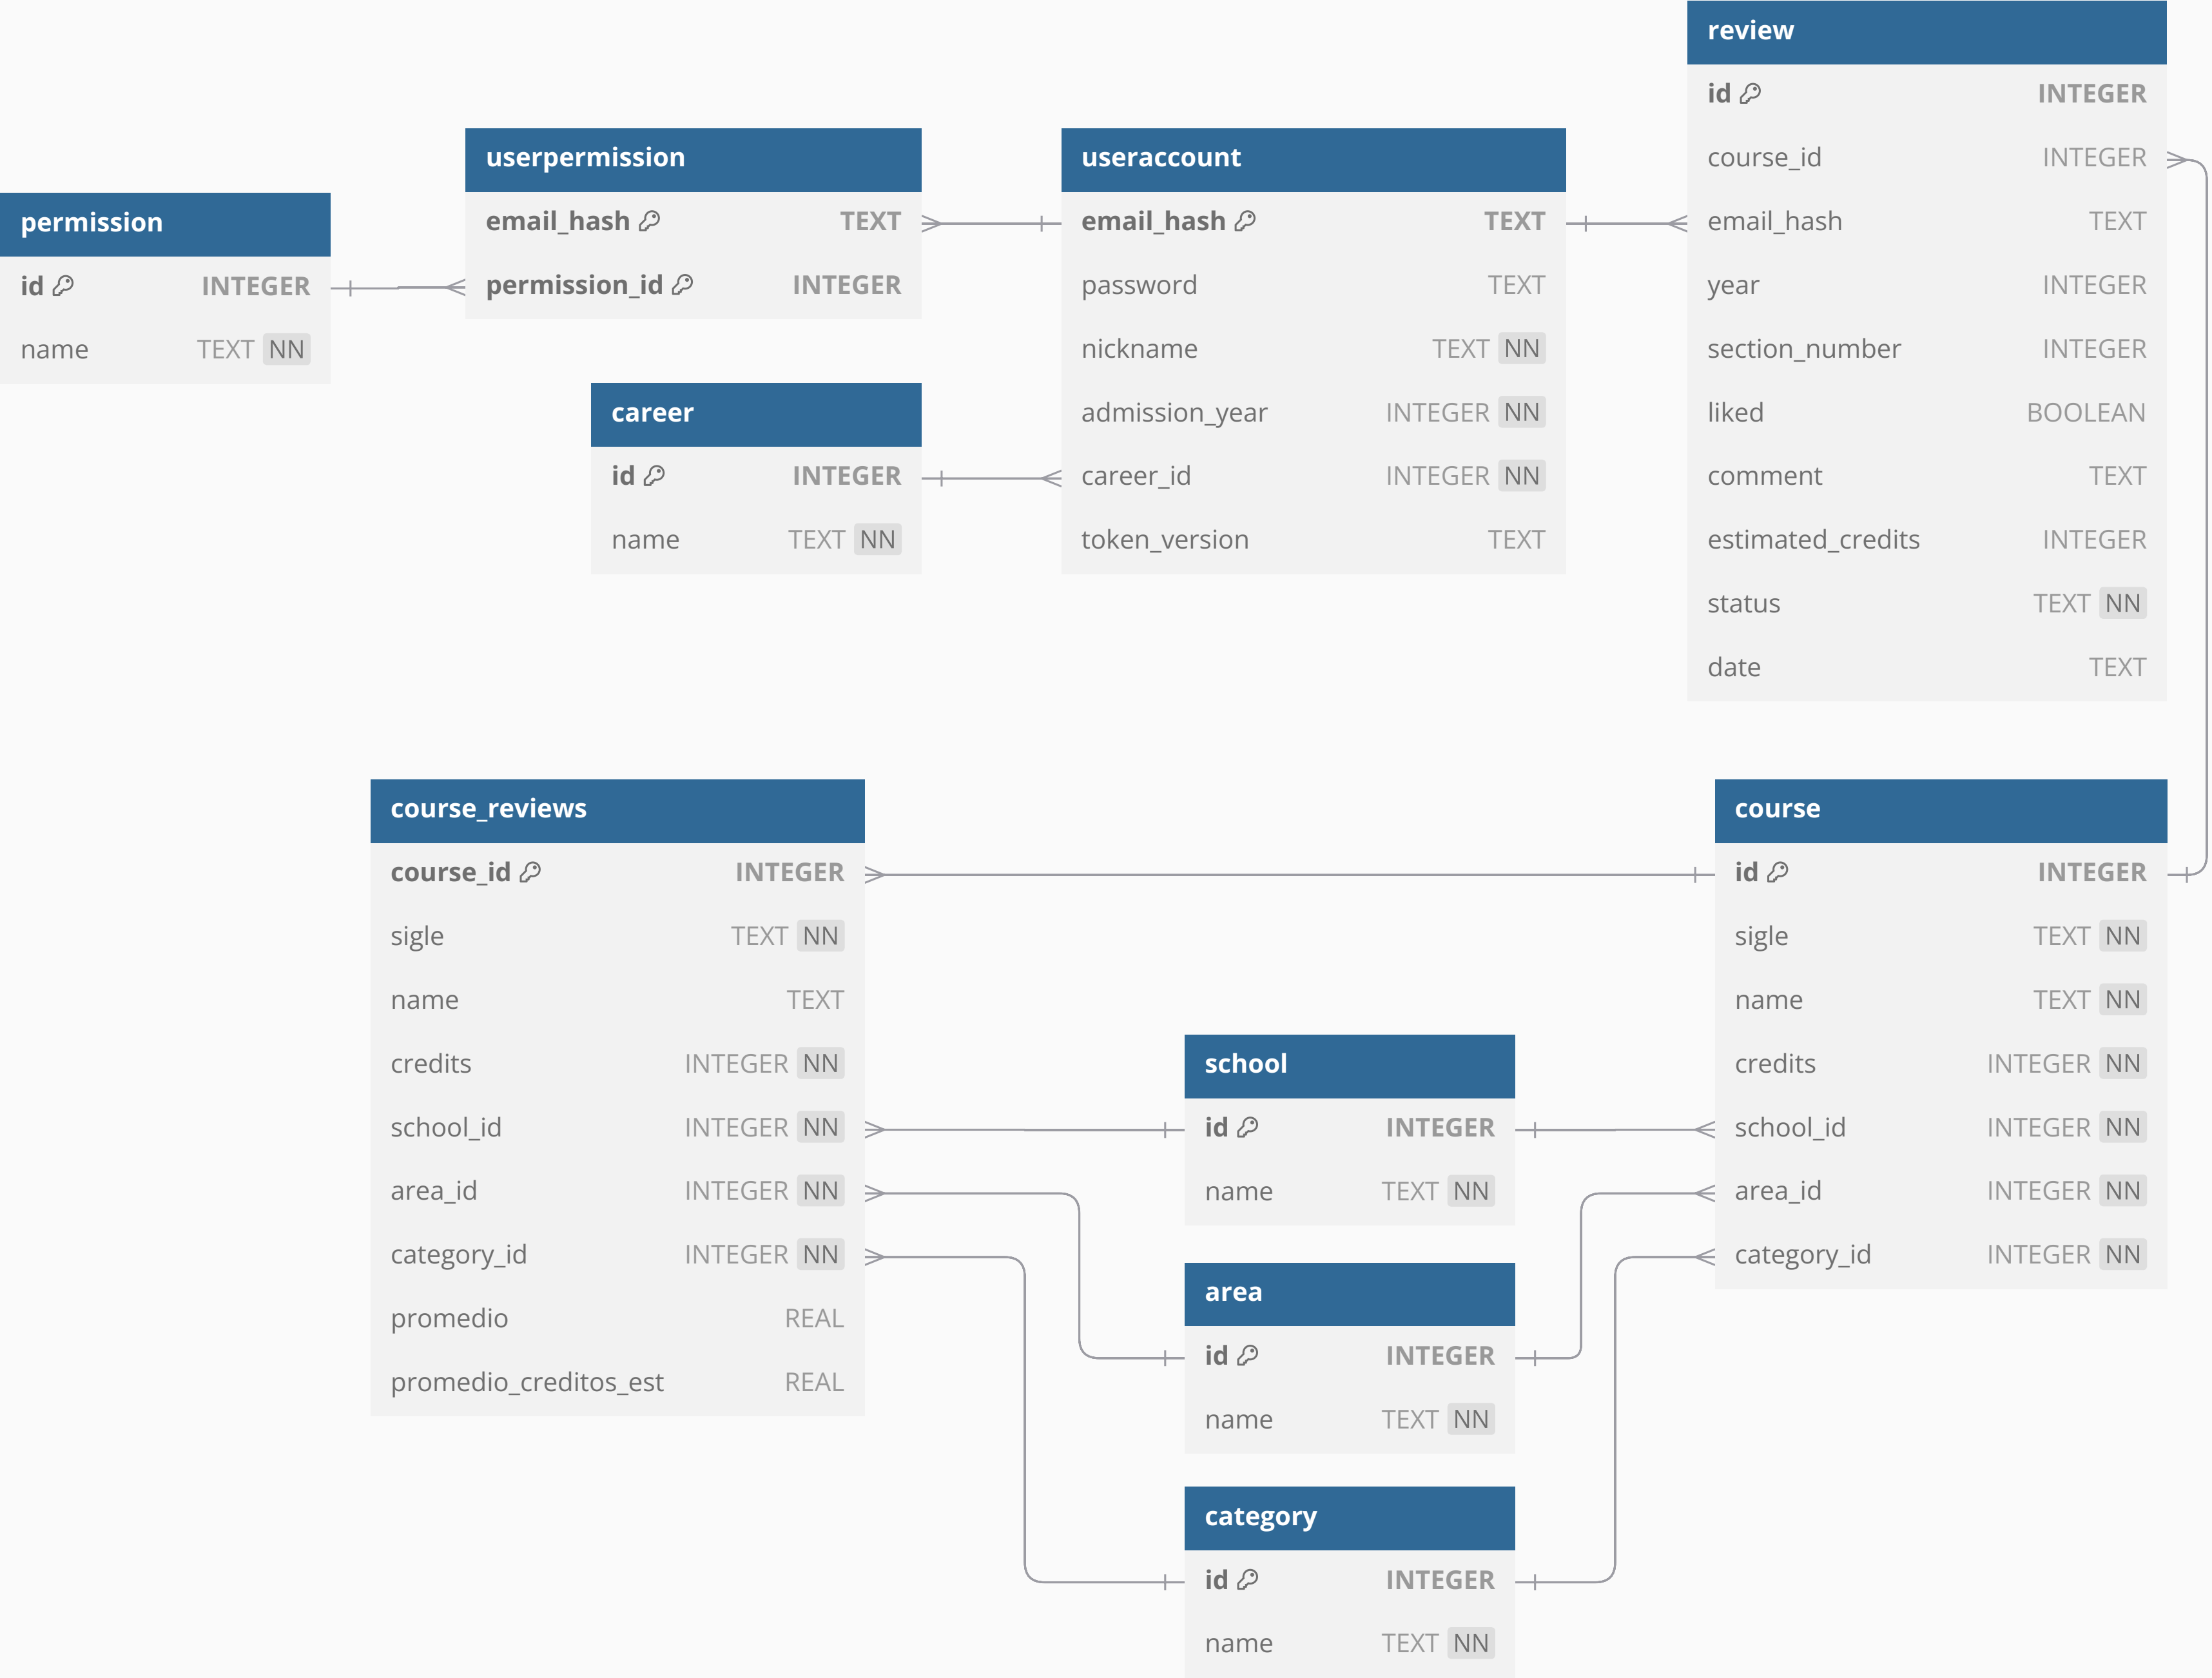 review
id INTEGER
course_id INTEGER
email_hash TEXT
year INTEGER
section_number INTEGER
liked BOOLEAN
comment TEXT
estimated_credits INTEGER
status TEXT NN
date TEXT
userpermission
email_hash TEXT
permission_id INTEGER
useraccount
email_hash TEXT
password TEXT
nickname TEXT NN
admission_year INTEGER NN
career_id INTEGER NN
token_version TEXT
permission
id INTEGER
name TEXT NN
career
id INTEGER
name TEXT NN
course_reviews
course_id INTEGER
sigle TEXT NN
name TEXT
credits INTEGER NN
school_id INTEGER NN
area_id INTEGER NN
category_id INTEGER NN
promedio REAL
promedio_creditos_est REAL
course
id INTEGER
sigle TEXT NN
name TEXT NN
credits INTEGER NN
school_id INTEGER NN
area_id INTEGER NN
category_id INTEGER NN
school
id INTEGER
name TEXT NN
area
id INTEGER
name TEXT NN
category
id INTEGER
name TEXT NN